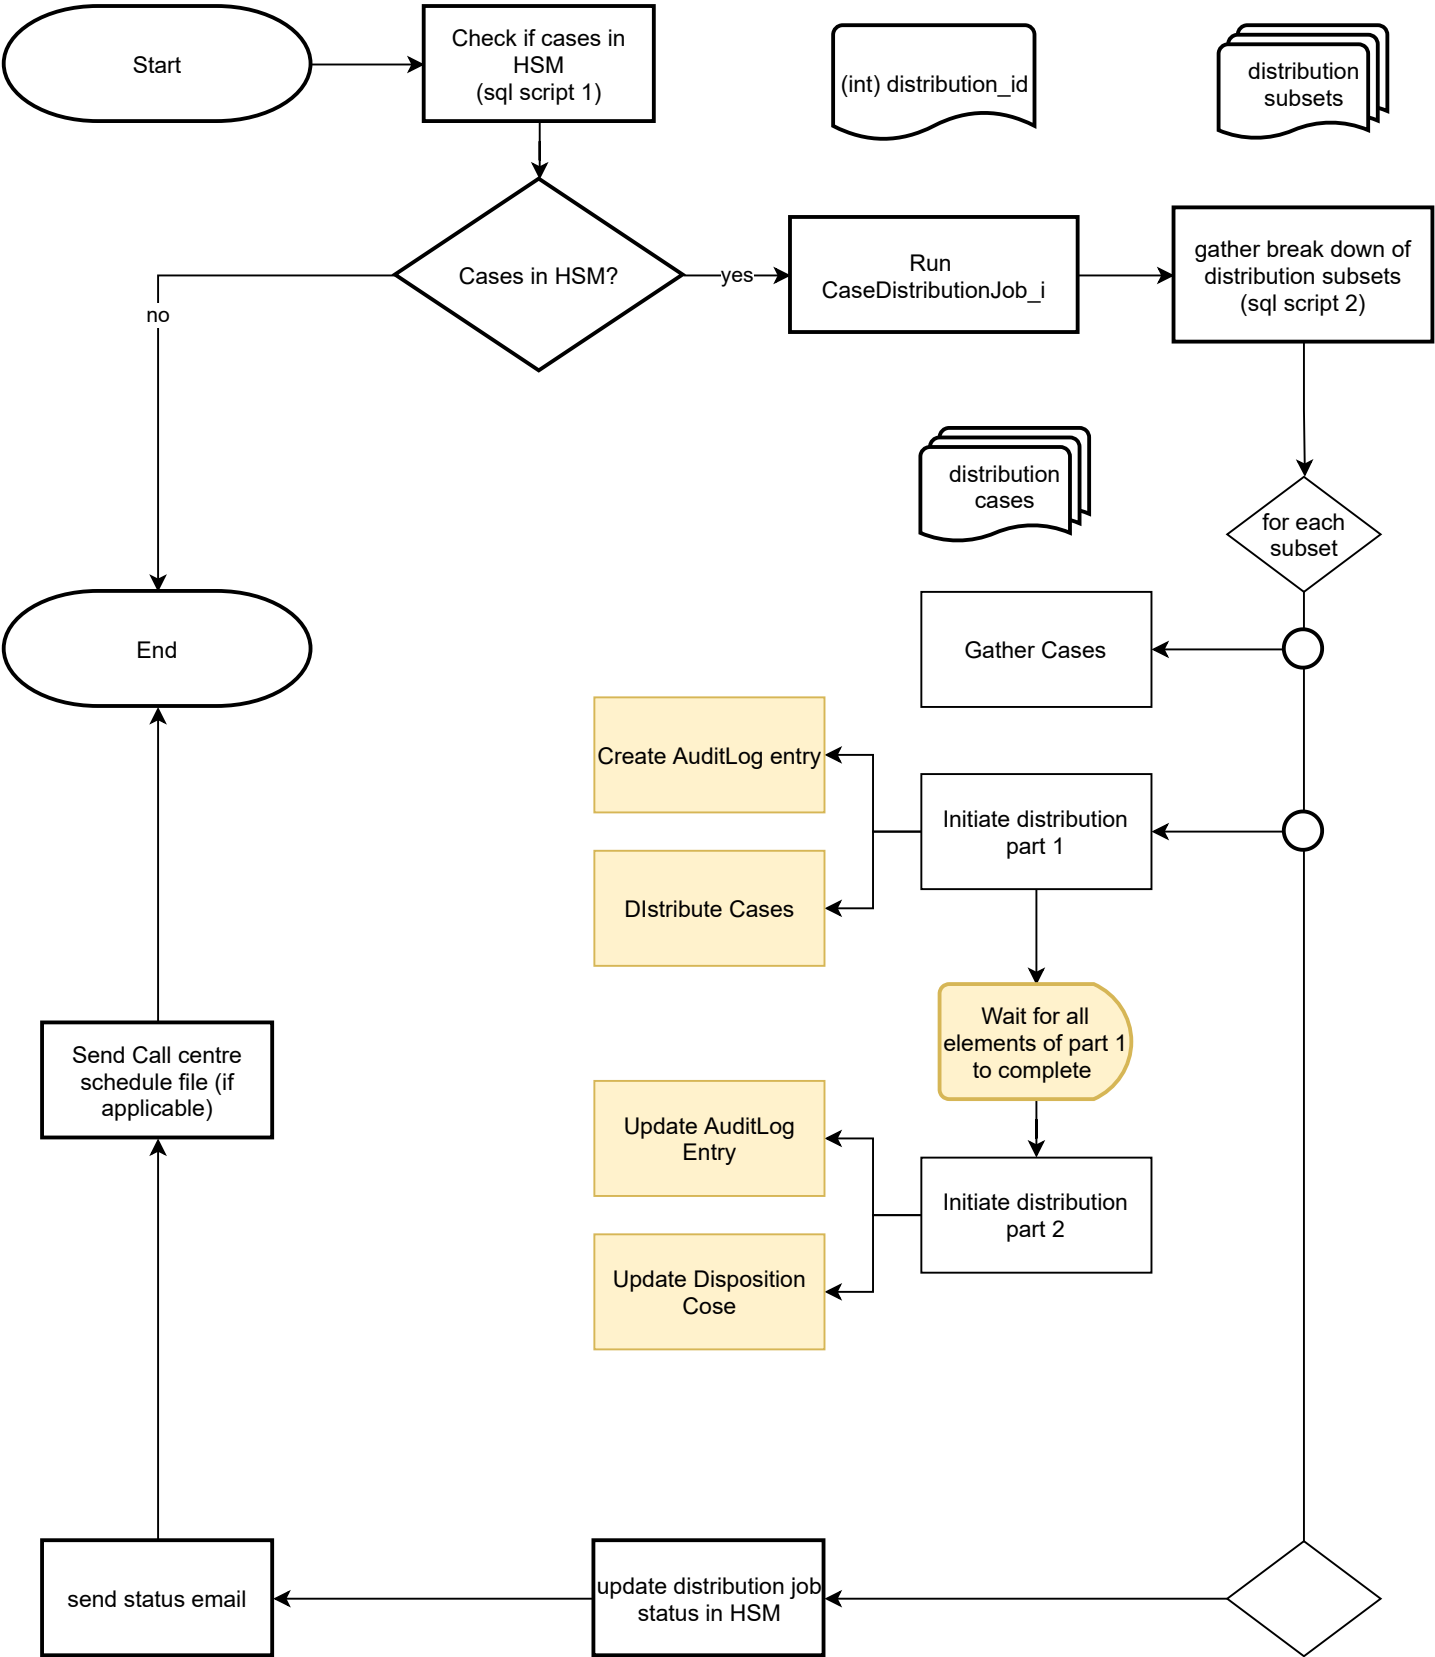 Start
Check if cases in
HSM
(sql script 1)
(int) distribution_id
distribution
subsets
Cases in HSM?
yes
no
Run
CaseDistributionJob_i
gather break down of
distribution subsets
(sql script 2)
distribution
cases
for each
subset
End
Gather Cases
Create AuditLog entry
Initiate distribution
part 1
DIstribute Cases
Wait for all
elements of part 1
to complete
Send Call centre
schedule file (if
applicable)
Update AuditLog
Entry
Initiate distribution
part 2
Update Disposition
Cose
send status email
update distribution job
status in HSM